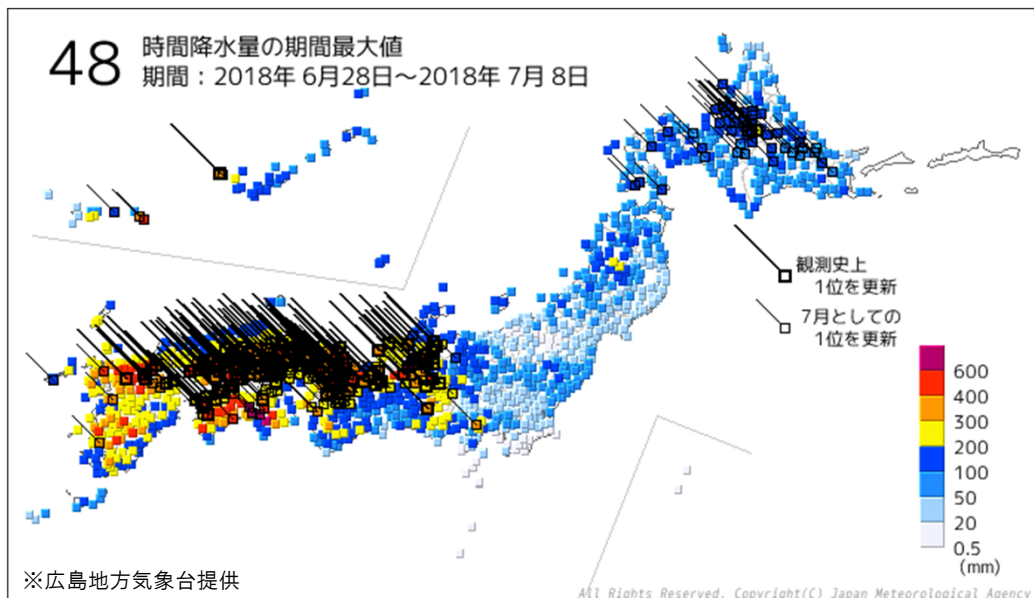 48 時間降水量の期間最大値
期間：2018年 6月28日～2018年 7月 8日
観測史上
1位を更新
7月としての
1位を更新
600
400
300
200
100
50
20
0.5
(mm)
※広島地方気象台提供
All Rights Reserved. Copyright(C) Japan Meteorological Agency